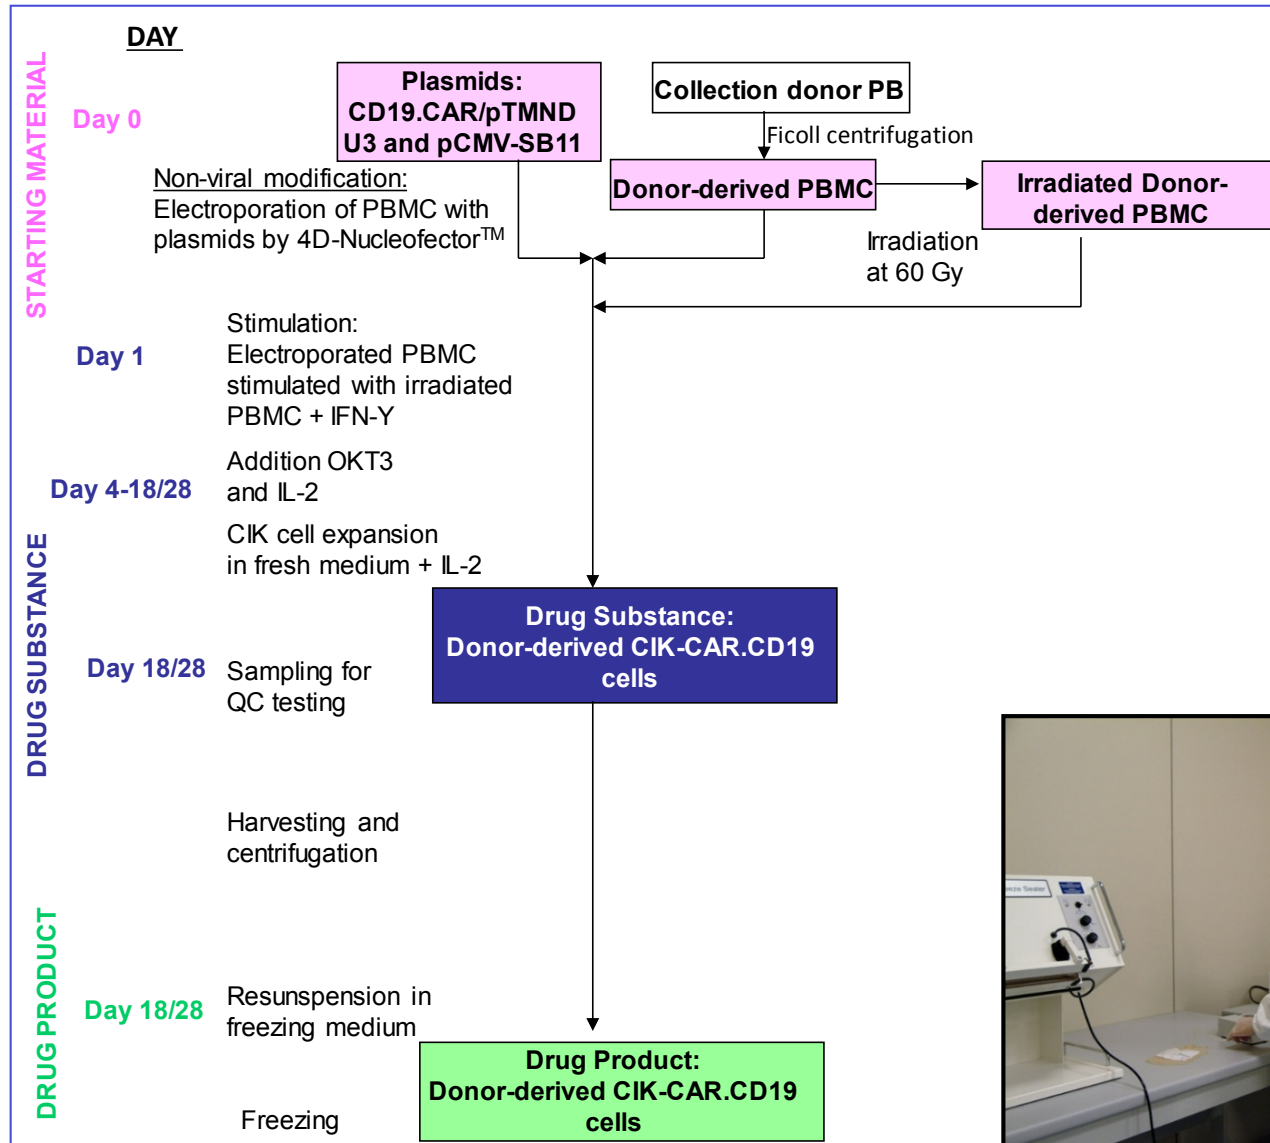 DAY
STARTING MATERIAL
Day 0
Plasmids:
CD19.CAR/pTMND
U3 and pCMV-SB11
Collection donor PB
Ficoll centrifugation
Donor-derived PBMC
Irradiated Donor-
derived PBMC
Non-viral modification:
Electroporation of PBMC with
plasmids by 4D-Nucleofector™
Irradiation
at 60 Gy
Day 1
Stimulation:
Electroporated PBMC
stimulated with irradiated
PBMC + IFN-Y
Day 4-18/28
Addition OKT3
and IL-2
CIK cell expansion
in fresh medium + IL-2
DRUG SUBSTANCE
Drug Substance:
Donor-derived CIK-CAR.CD19
cells
Day 18/28
Sampling for
QC testing
Harvesting and
centrifugation
DRUG PRODUCT
Day 18/28
Resunspension in
freezing medium
Drug Product:
Donor-derived CIK-CAR.CD19
cells
Freezing
Sealer